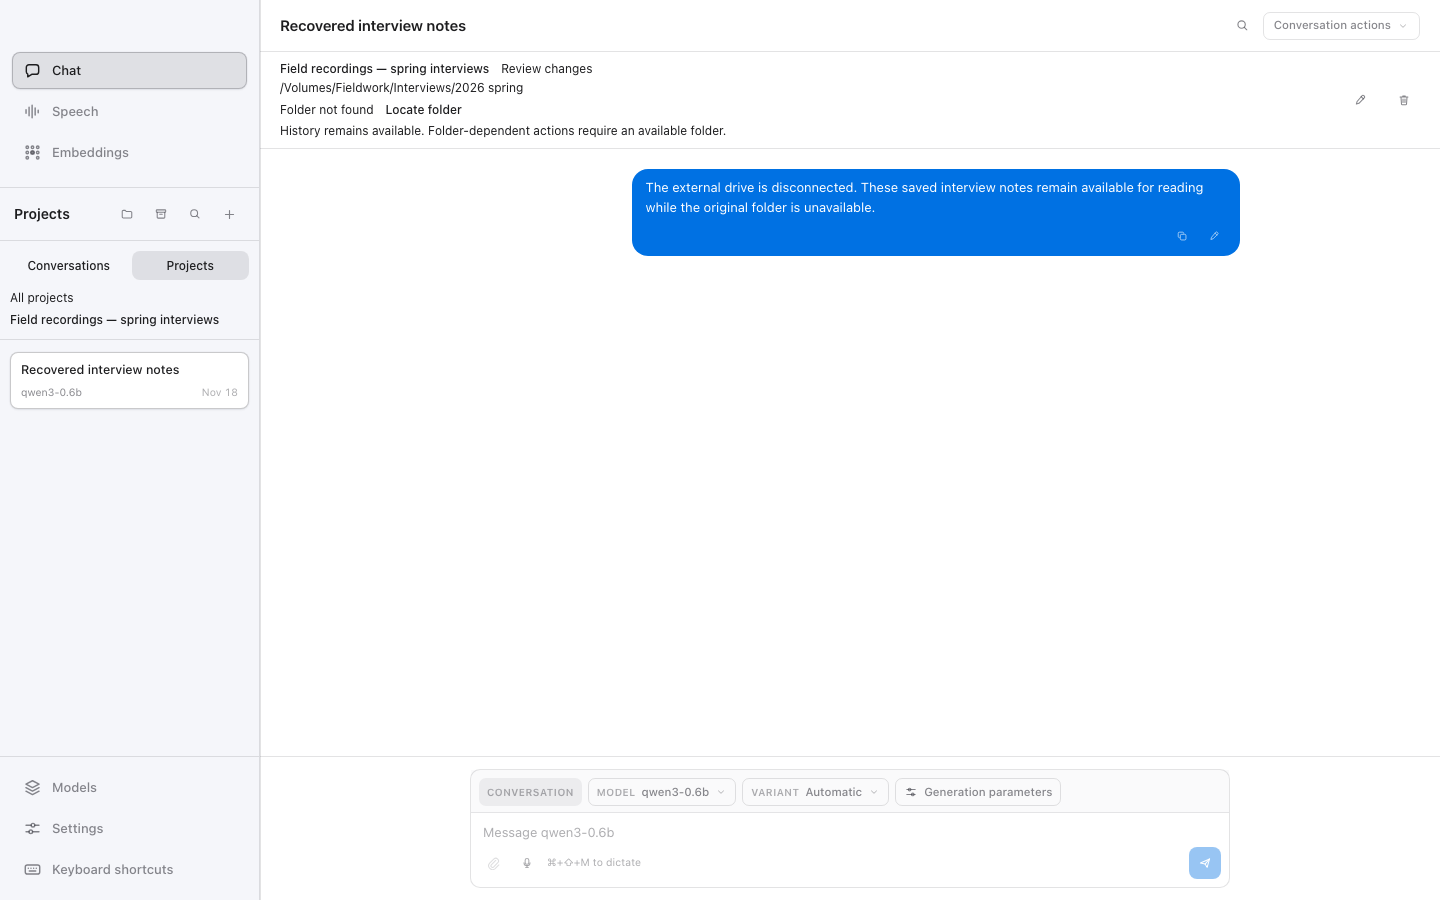 Recovered interview notes
Conversation actions
Chat
Speech
Embeddings
Projects
Conversations
Projects
All projects
Field recordings — spring interviews
Recovered interview notes
qwen3-0.6b
Nov 18
Models
Settings
Keyboard shortcuts
Field recordings — spring interviews
Review changes
/Volumes/Fieldwork/Interviews/2026 spring
Folder not found
Locate folder
History remains available. Folder-dependent actions require an available folder.
The external drive is disconnected. These saved interview notes remain available for reading
while the original folder is unavailable.
CONVERSATION
MODEL qwen3-0.6b
VARIANT Automatic
Generation parameters
Message qwen3-0.6b
⌘+⇧+M to dictate